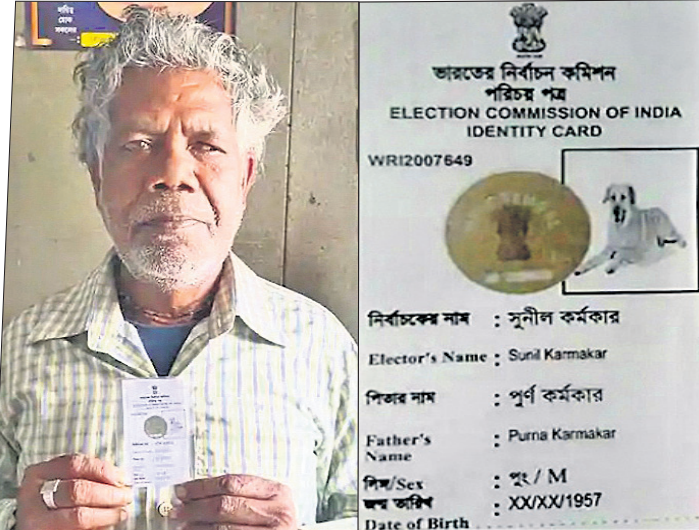 দায়িত্ব
হোক
সকলের
ভারতের নির্বাচন কমিশন
পরিচয় পত্র
ELECTION COMMISSION OF INDIA
IDENTITY CARD
WRI2007649
নির্বাচকের নাম : সুনীল কর্মকার
Elector's Name : Sunil Karmakar
পিতার নাম : পুর্ণ কর্মকার
Father's Name : Purna Karmakar
লিঙ্গ/Sex : পুং / M
জন্ম তারিখ : XX/XX/1957
Date of Birth